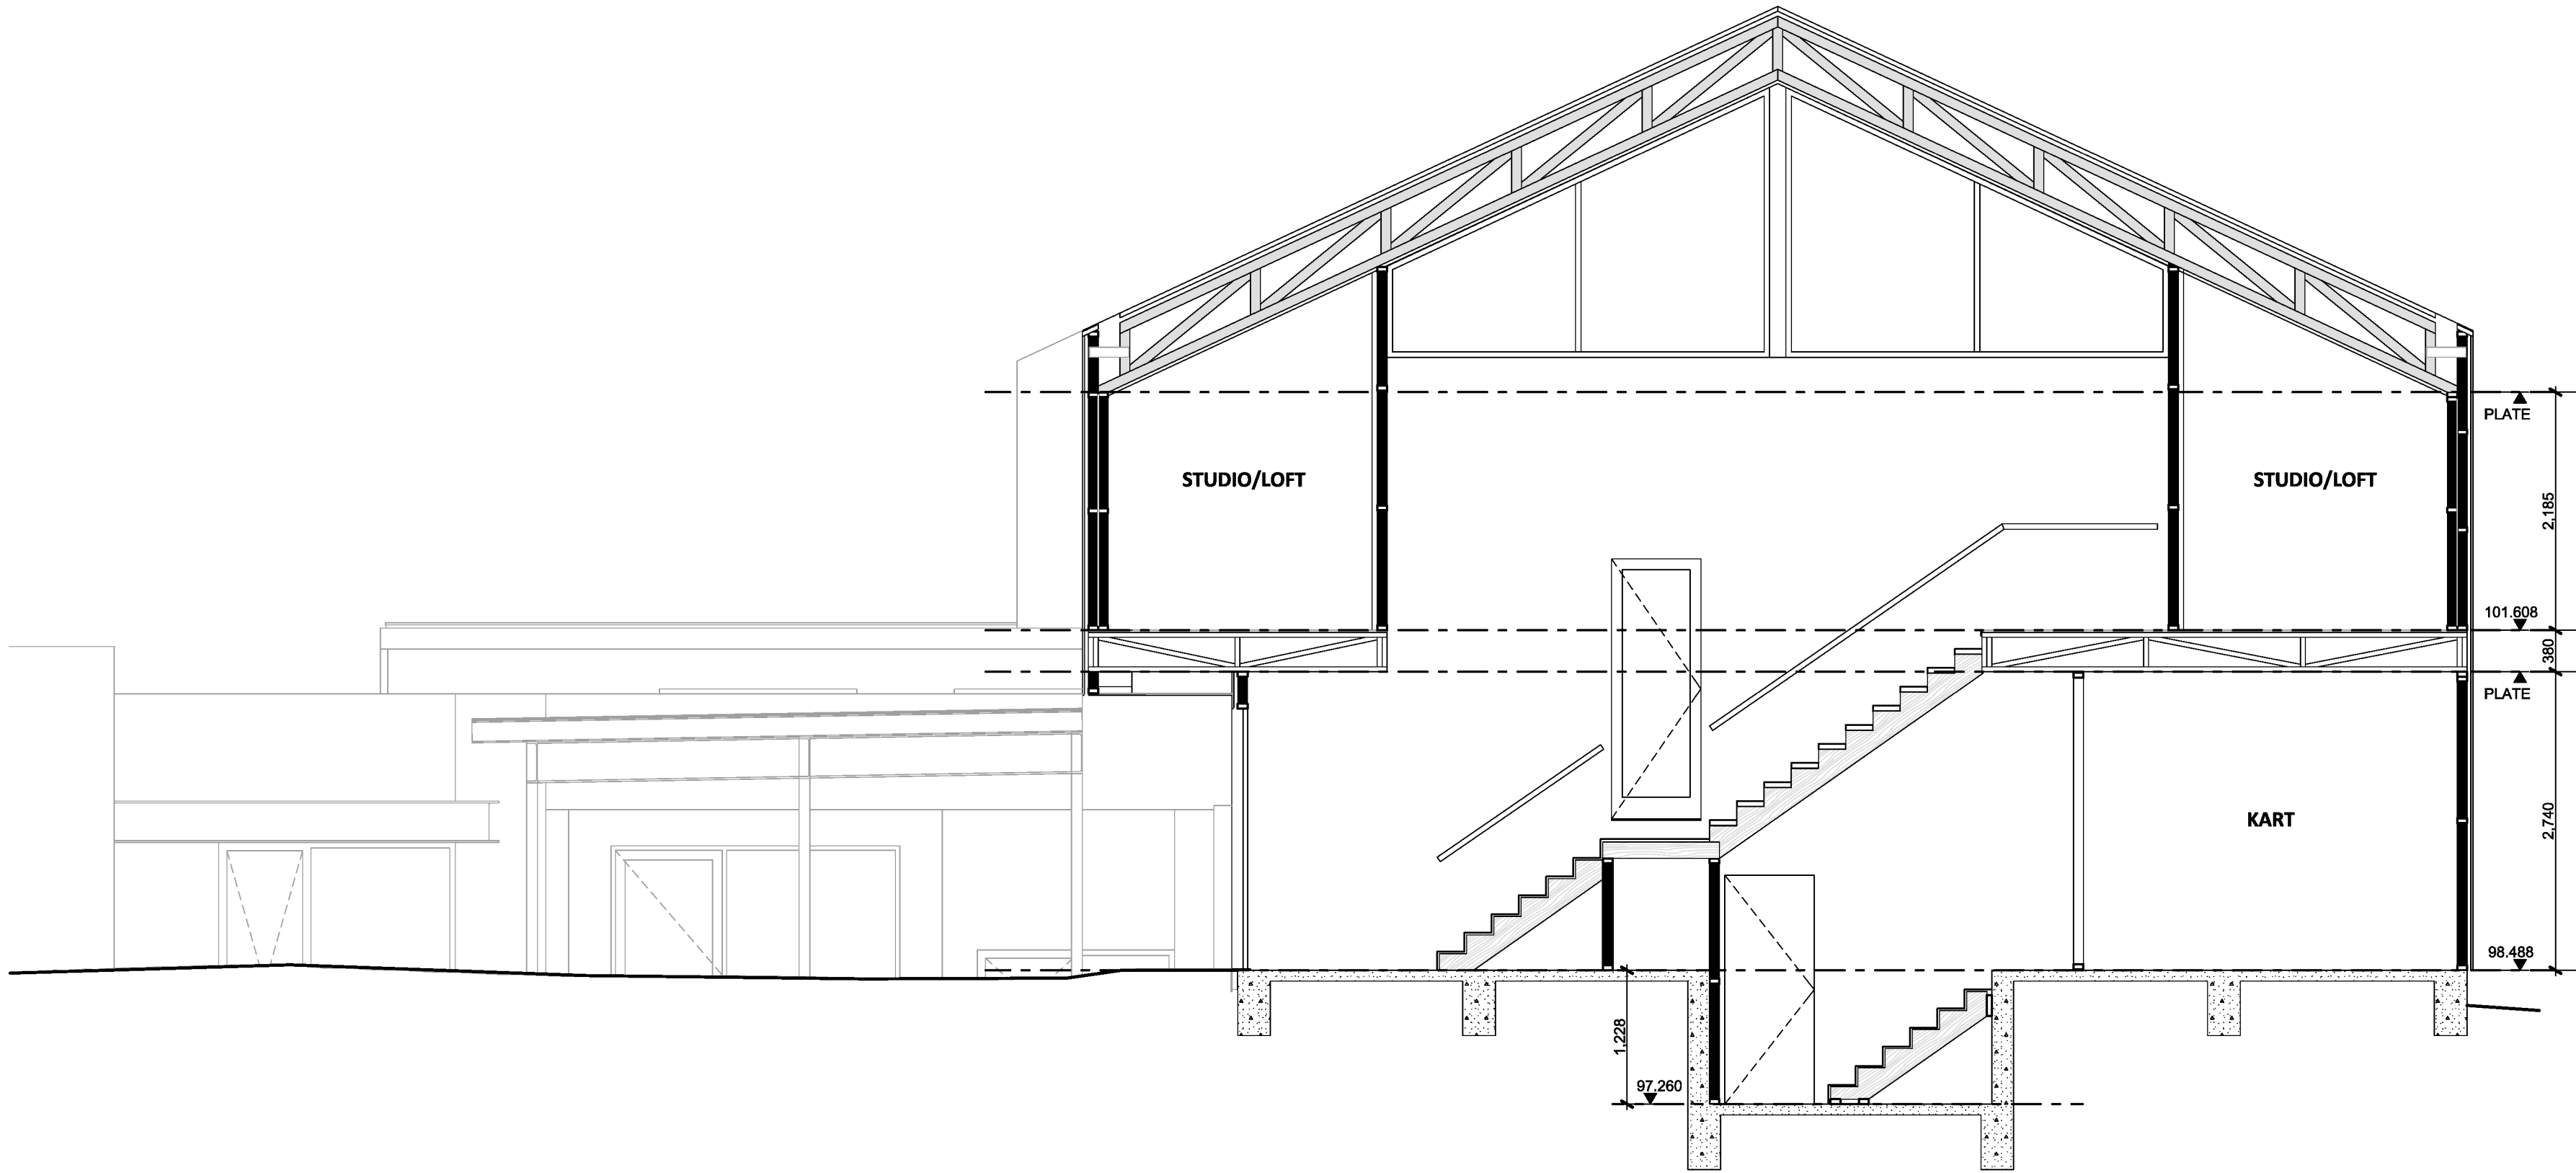 PLATE
STUDIO/LOFT
STUDIO/LOFT
2,185
101.608
380
PLATE
2,740
KART
98.488
1,228
97.260